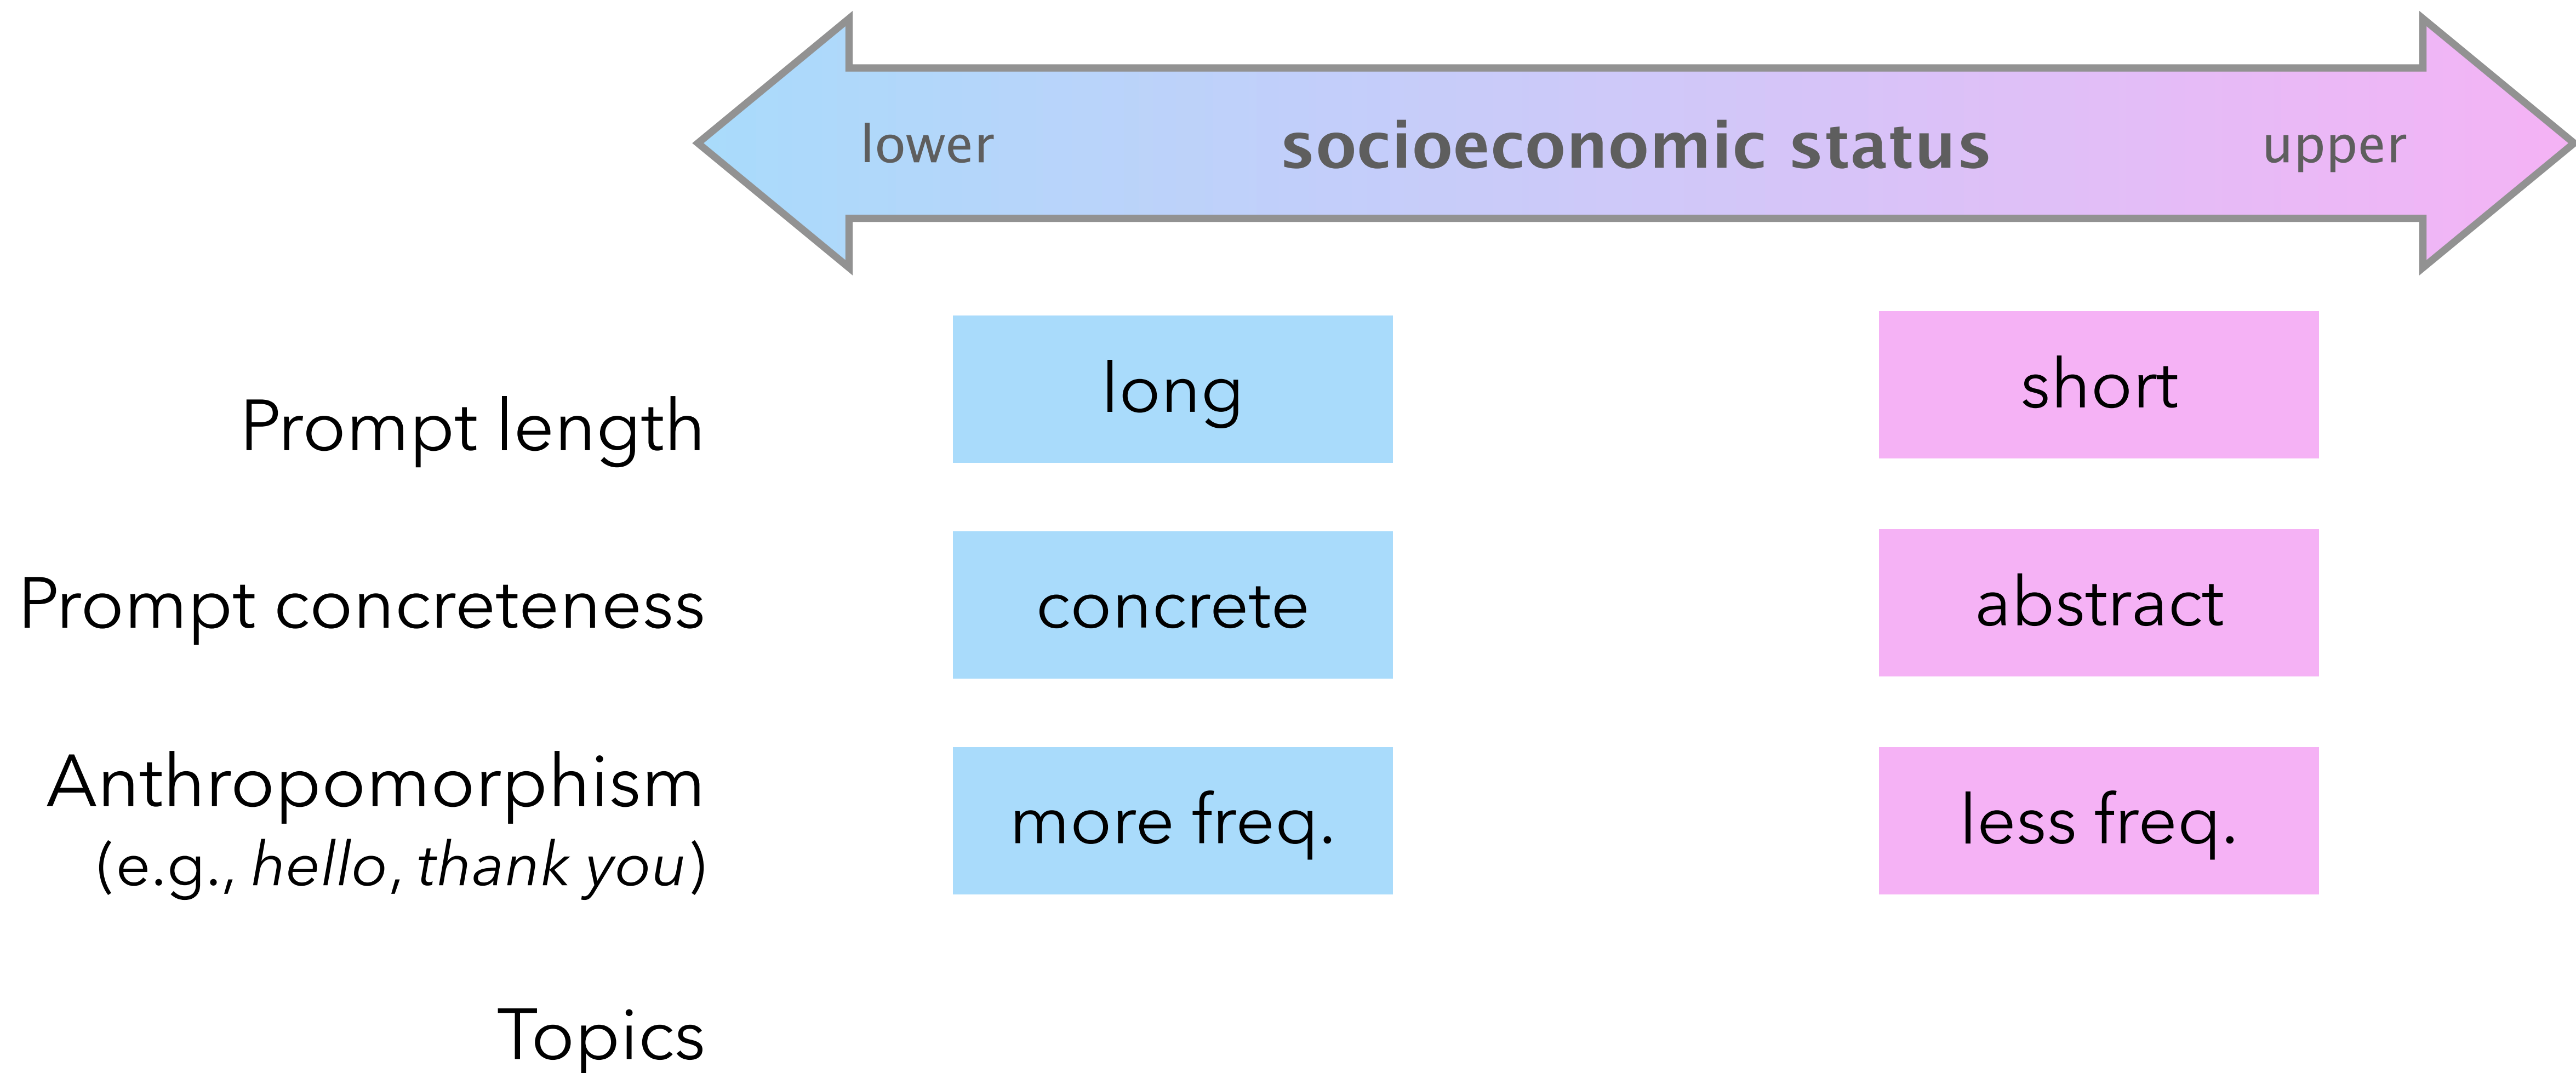 lower socioeconomic status upper
Prompt length long short
Prompt concreteness concrete abstract
Anthropomorphism more freq. less freq.
(e.g., hello, thank you)
Topics